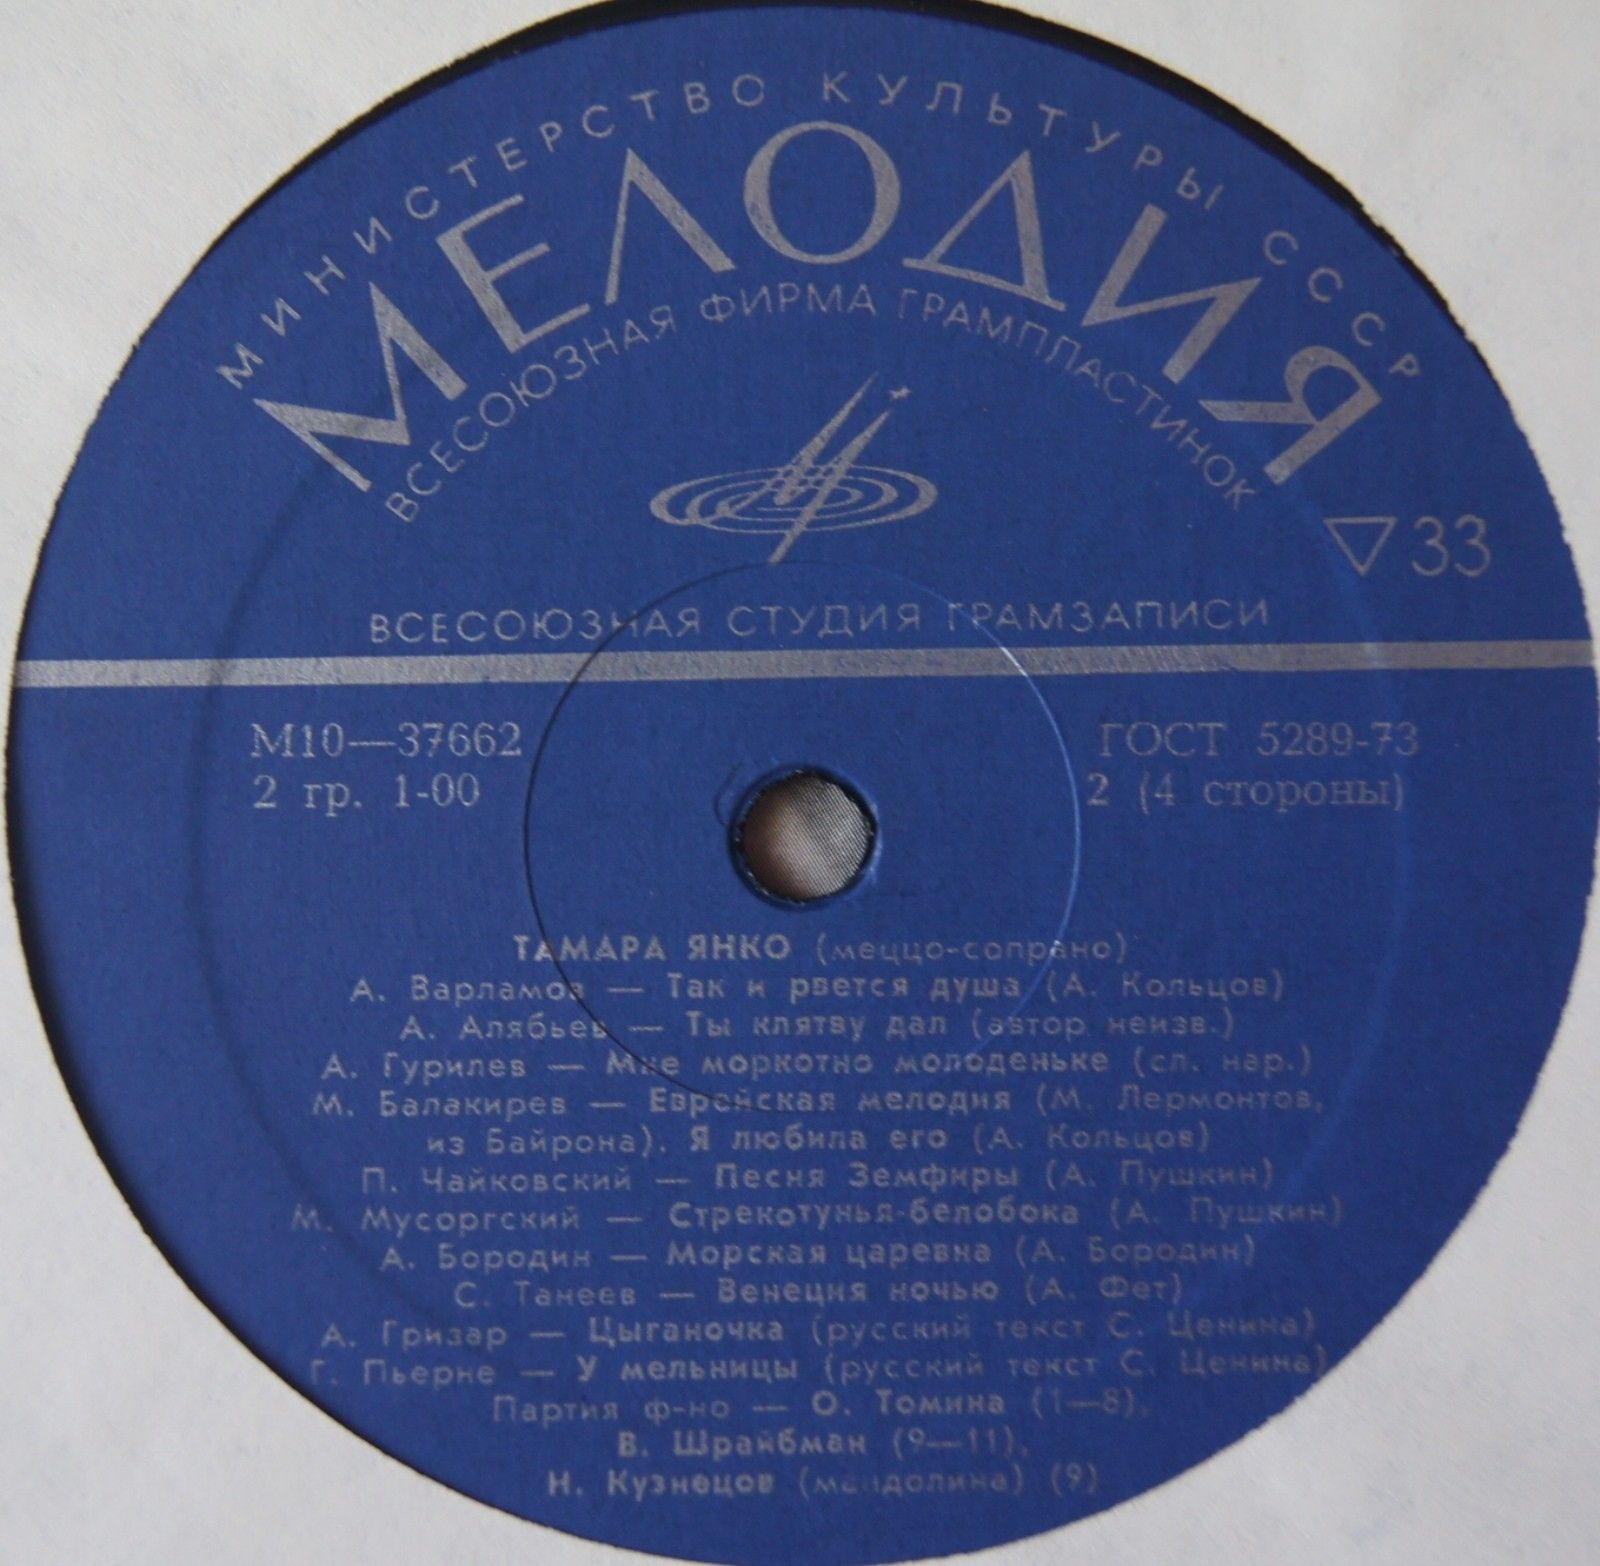 МИНИСТЕРСТВО КУЛЬТУРЫ СССР
МЕЛОДИЯ
ВСЕСОЮЗНАЯ ФИРМА ГРАМПЛАСТИНОК
▽33
ВСЕСОЮЗНАЯ СТУДИЯ ГРАМЗАПИСИ
М10—37662 ГОСТ 5289-73
2 гр. 1-00 2 (4 стороны)
ТАМАРА ЯНКО (меццо-сопрано)
А. Варламов — Так и рвется душа (А. Кольцов)
А. Алябьев — Ты клятву дал (автор неизв.)
А. Гурилев — Мне моркотно молоденьке (сл. нар.)
М. Балакирев — Еврейская мелодия (М. Лермонтов,
из Байрона). Я любила его (А. Кольцов)
П. Чайковский — Песня Земфиры (А. Пушкин)
М. Мусоргский — Стрекотунья-белобока (А. Пушкин)
А. Бородин — Морская царевна (А. Бородин)
С. Танеев — Венеция ночью (А. Фет)
А. Гризар — Цыганочка (русский текст С. Ценина)
Г. Пьерне — У мельницы (русский текст С. Ценина)
Партия ф-но — О. Томина (1—8),
В. Шрайбман (9—11),
Н. Кузнецов (мандолина) (9)